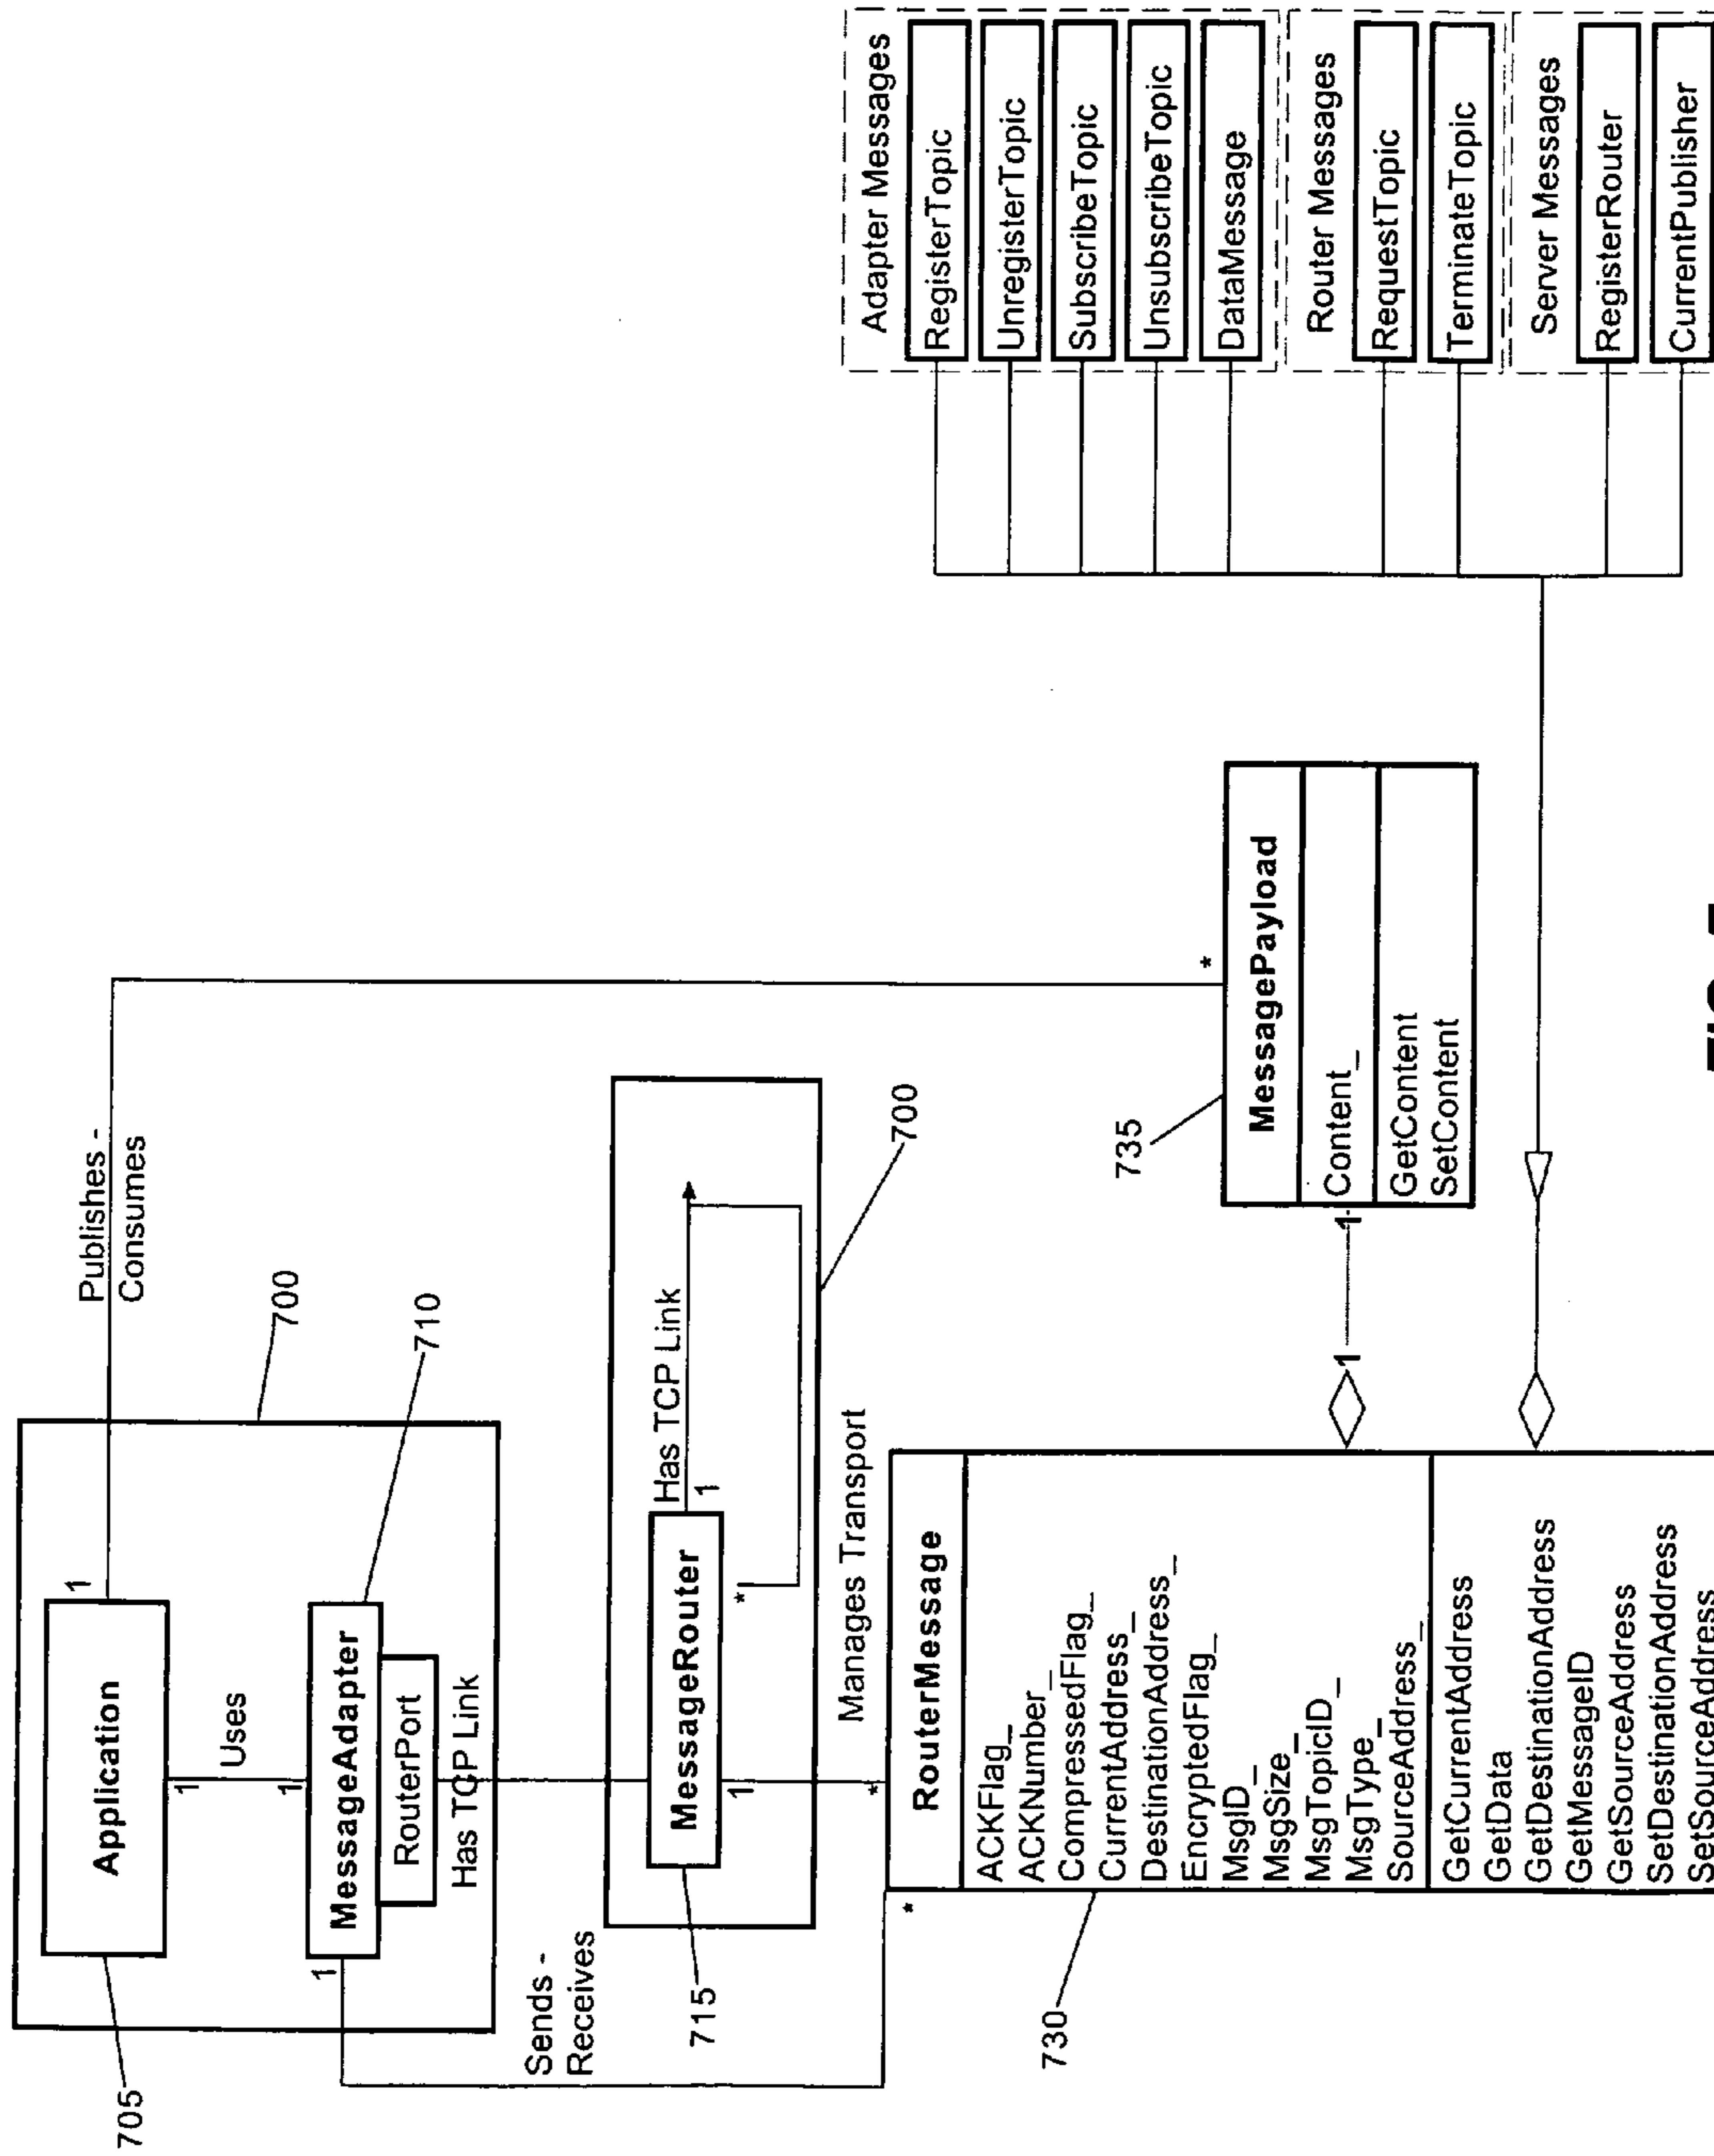 Publishes -
Consumes
700
1
Application
705
1
Uses
1
MessageAdapter
710
RouterPort
Has TCP Link
1
Sends -
Receives
Has TCP Link
1
MessageRouter
715
*
1
700
Manages Transport
*
*
RouterMessage
730
ACKFlag_
ACKNumber_
CompressedFlag_
CurrentAddress_
DestinationAddress_
EncryptedFlag_
MsgID_
MsgSize_
MsgTopicID_
MsgType_
SourceAddress_
GetCurrentAddress
GetData
GetDestinationAddress
GetMessageID
GetSourceAddress
SetDestinationAddress
SetSourceAddress
1
1
*
735
MessagePayload
Content_
GetContent
SetContent
Adapter Messages
RegisterTopic
UnregisterTopic
SubscribeTopic
UnsubscribeTopic
DataMessage
Router Messages
RequestTopic
TerminateTopic
Server Messages
RegisterRouter
CurrentPublisher